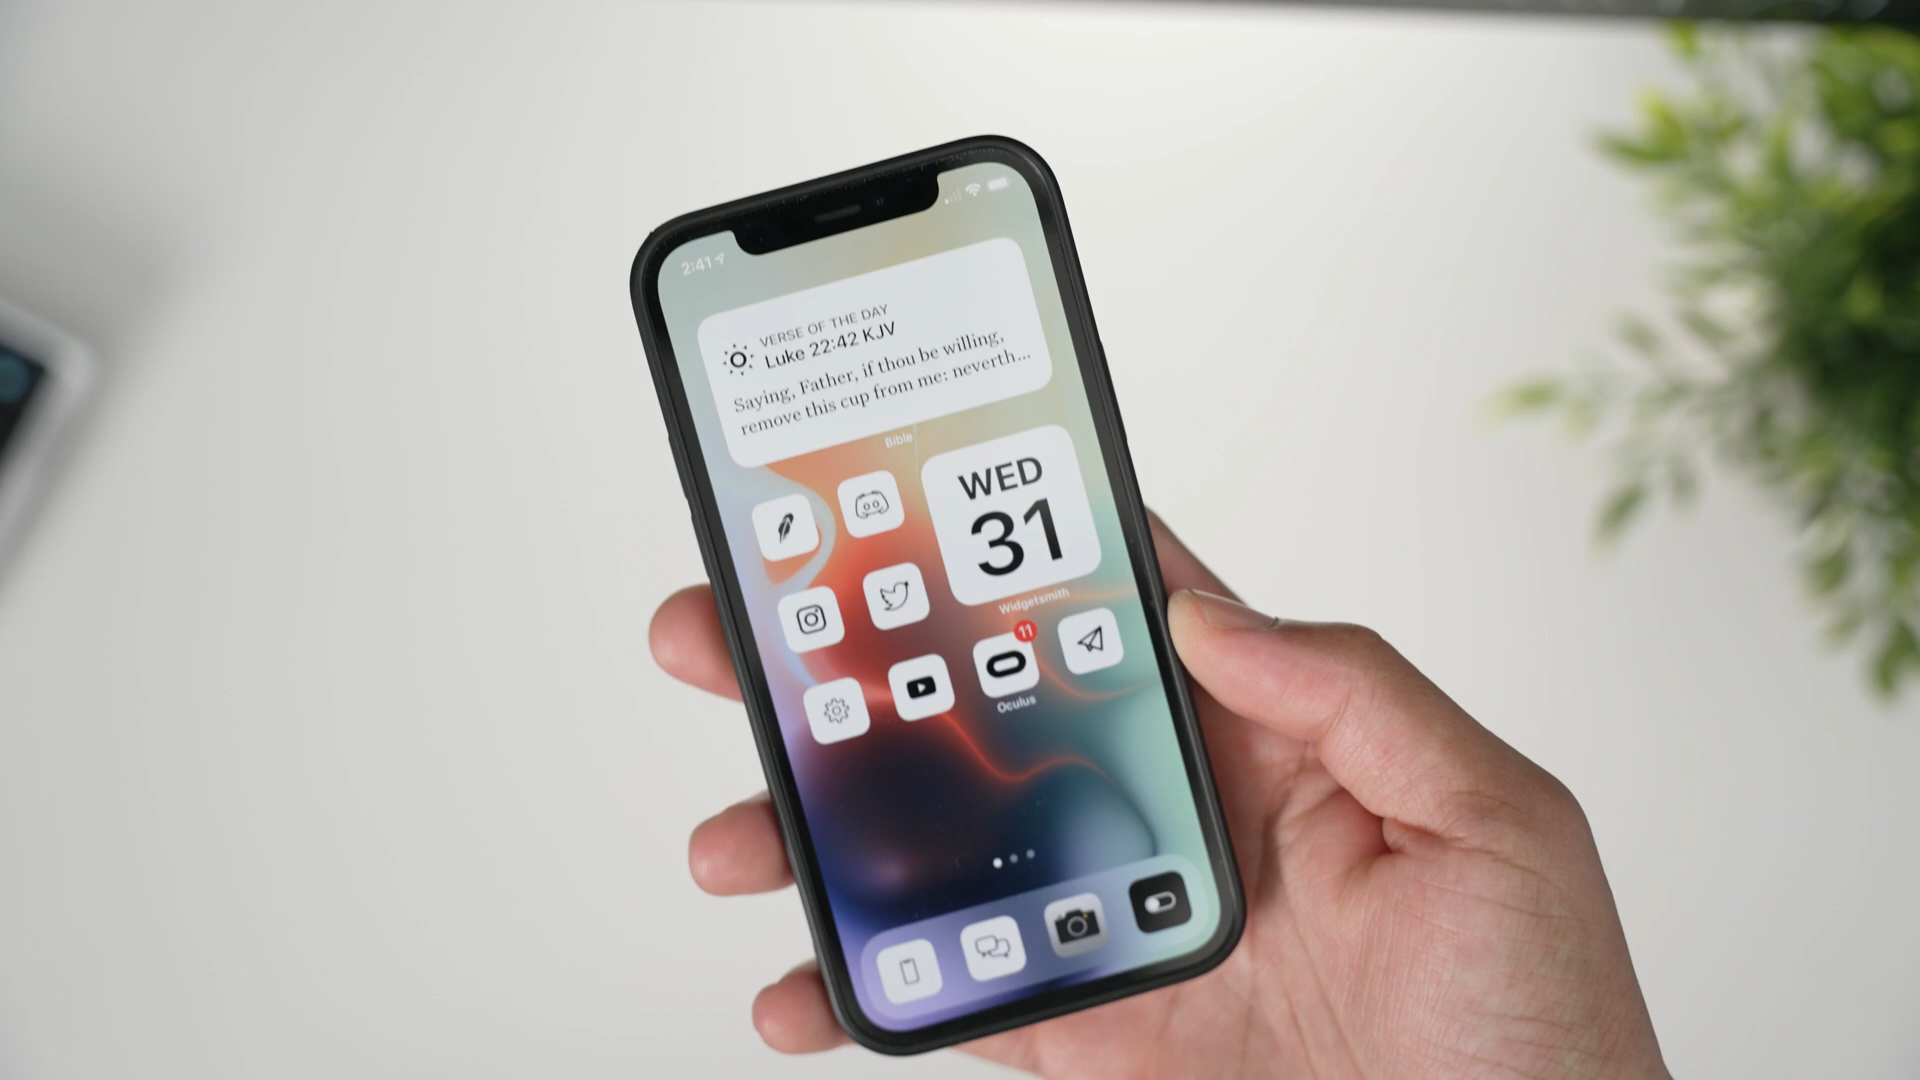 2:41
VERSE OF THE DAY
Luke 22:42 KJV
Saying, Father, if thou be willing,
remove this cup from me: neverth...
Bible
WED
31
Widgetsmith
11
Oculus